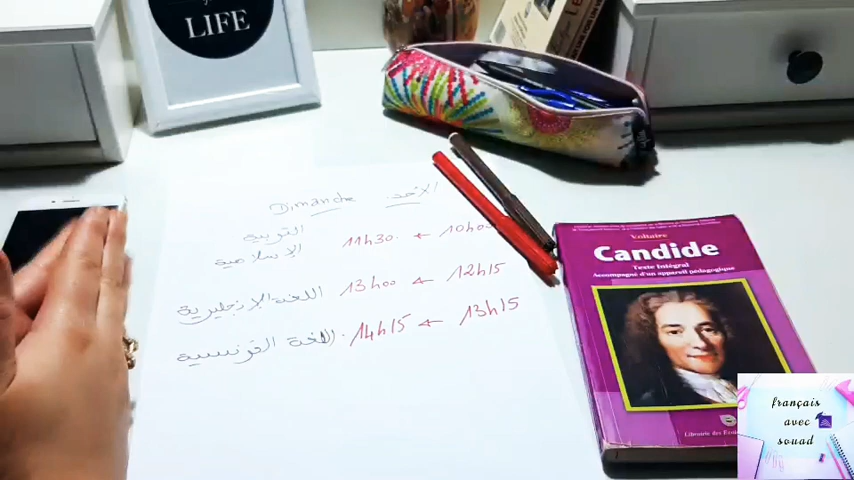 LIFE
Dimanche الأحد:
التربية
الإسلامية 11h30 ← 10h00
اللغة الإنجليزية 13h00 ← 12h15
اللغة الفرنسية 14h15 ← 13h15
Voltaire
Candide
Texte Intégral
Accompagné d'un appareil pédagogique
français
avec
souad